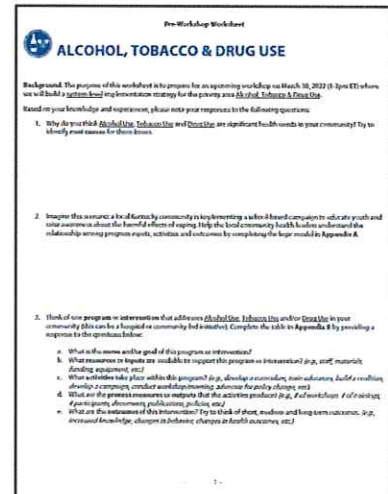 Pre-Workshop Worksheet
ALCOHOL, TOBACCO & DRUG USE
Background. The purpose of this worksheet is to prepare for an upcoming workshop on March 30, 2022 (1-3pm ET) where
we will build a system-level implementation strategy for the priority area Alcohol, Tobacco & Drug Use.
Based on your knowledge and experiences, please note your responses to the following questions:
1. Why do you think Alcohol Use, Tobacco Use and Drug Use are significant health needs in your community? Try to
identify root causes for these issues.
2. Imagine this scenario: a local Kentucky community is implementing a school-based campaign to educate youth and
raise awareness about the harmful effects of vaping. Help the local community health leaders understand the
relationship among program inputs, activities and outcomes by completing the logic model in Appendix A.
3. Think of one program or intervention that addresses Alcohol Use, Tobacco Use and/or Drug Use in your
community (this can be a hospital or community-led initiative). Complete the table in Appendix B by providing a
response to the questions below:
a. What is the name and/or goal of this program or intervention?
b. What resources or inputs are available to support this program or intervention? (e.g., staff, materials,
funding, equipment, etc.)
c. What activities take place within this program? (e.g., develop a curriculum, train educators, build a coalition,
develop a campaign, conduct workshops/meeting, advocate for policy change, etc.)
d. What are the process measures or outputs that the activities produce? (e.g., # of workshops, # of trainings,
# participants, documents, publications, policies, etc.)
e. What are the outcomes of this intervention? Try to think of short, medium and long-term outcomes. (e.g.,
increased knowledge, changes in behavior, changes in health outcomes, etc.)
1